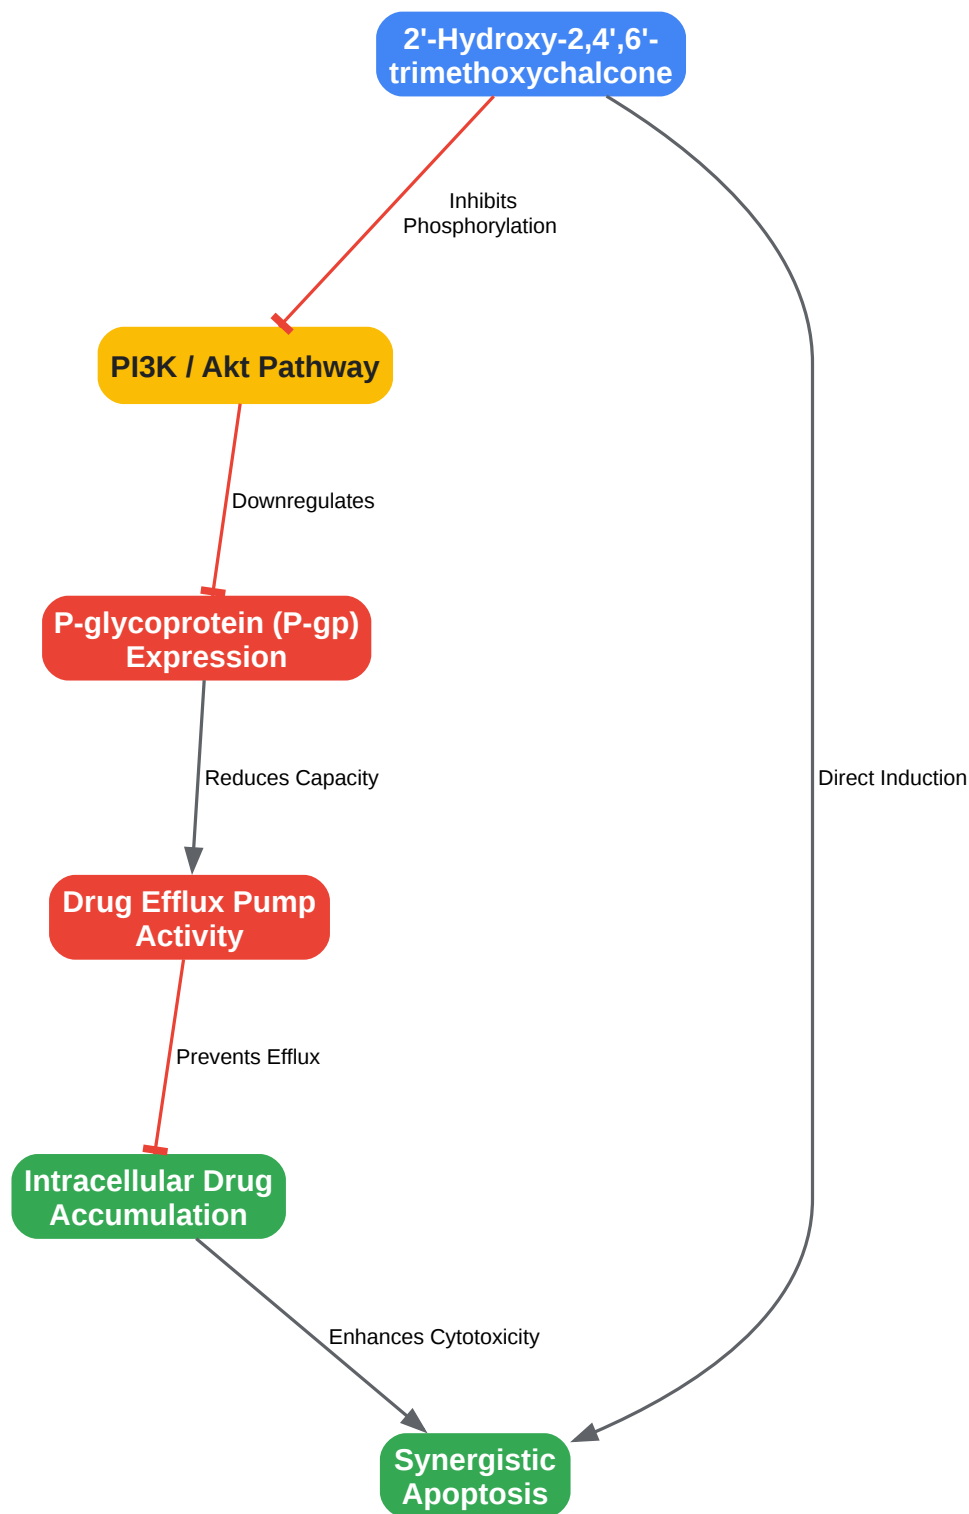 2'-Hydroxy-2,4',6'-
trimethoxychalcone
Inhibits
Phosphorylation
PI3K / Akt Pathway
Downregulates
P-glycoprotein (P-gp)
Expression
Reduces Capacity
Direct Induction
Drug Efflux Pump
Activity
Prevents Efflux
Intracellular Drug
Accumulation
Enhances Cytotoxicity
Synergistic
Apoptosis